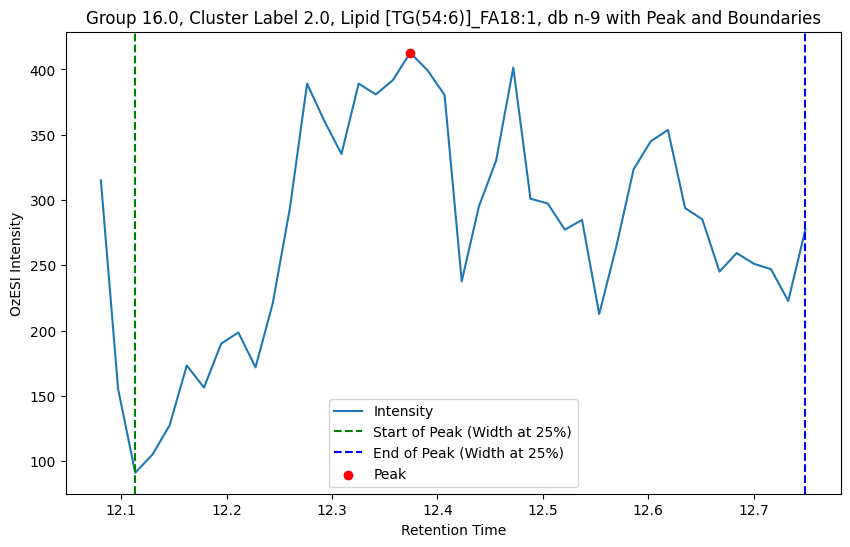 Group 16.0, Cluster Label 2.0, Lipid [TG(54:6)]_FA18:1, db n-9 with Peak and Boundaries
OzESI Intensity
400
350
300
250
200
150
100
Intensity
Start of Peak (Width at 25%)
End of Peak (Width at 25%)
Peak
12.1 12.2 12.3 12.4 12.5 12.6 12.7
Retention Time